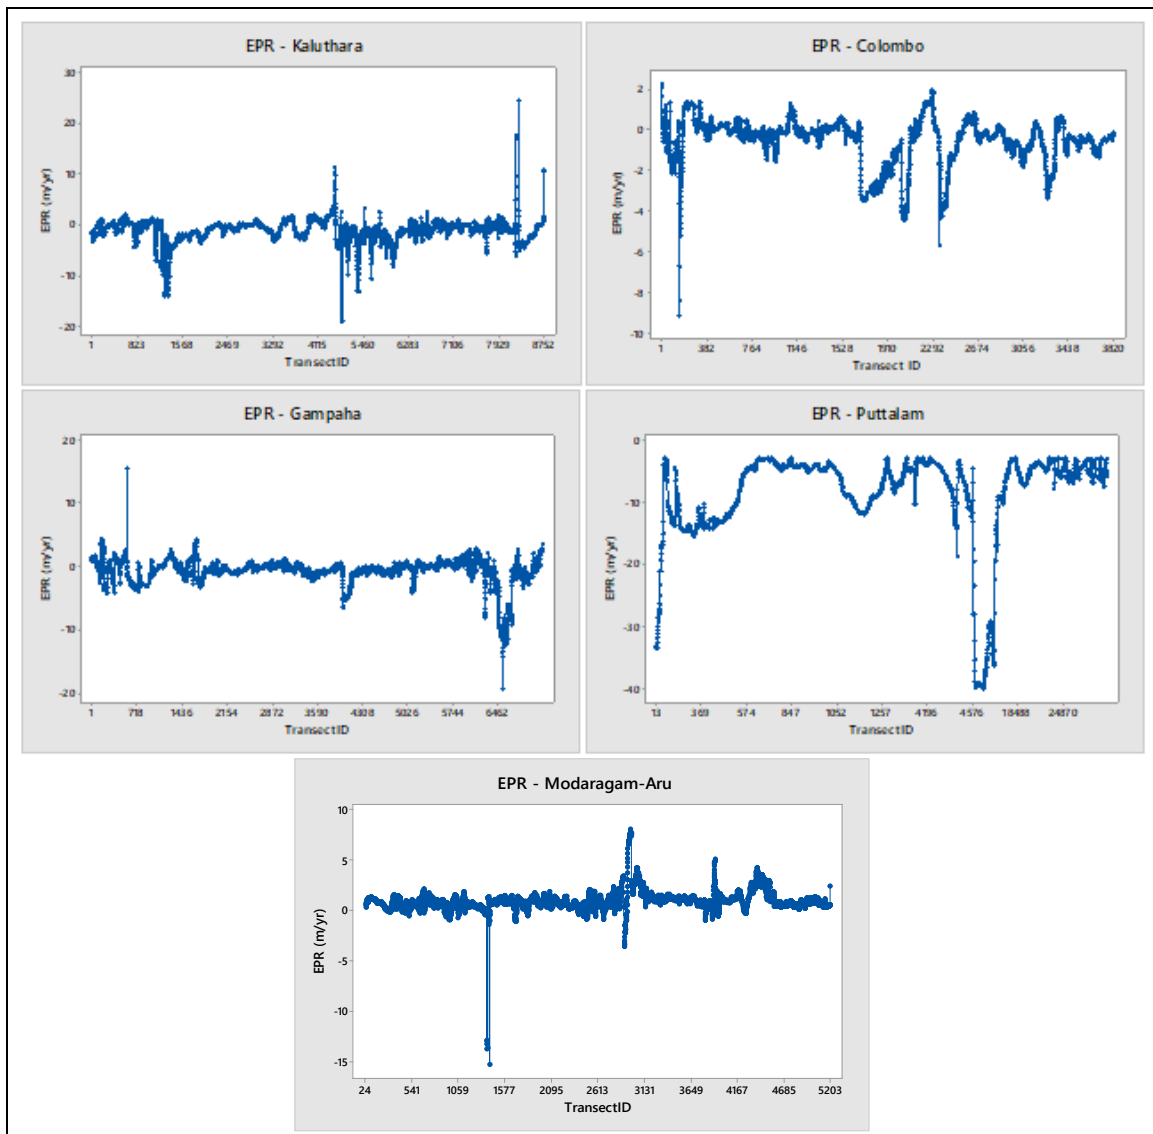 EPR - Kaluthara
30
20
10
0
-10
-20
EPR (m/yr)
1 823 1568 2469 3292 4115 5460 6283 7106 7929 8752
TransectID
EPR - Colombo
2
0
-2
-4
-6
-8
-10
EPR (m/yr)
1 382 764 1146 1528 1910 2292 2674 3056 3438 3820
Transect ID
EPR - Gampaha
20
10
0
-10
-20
EPR (m/yr)
1 718 1436 2154 2872 3590 4308 5026 5744 6462
TransectID
EPR - Puttalam
0
-10
-20
-30
-40
EPR (m/yr)
13 369 574 847 1052 1257 4196 4576 18488 24870
TransectID
EPR - Modaragam-Aru
10
5
0
-5
-10
-15
EPR (m/yr)
24 541 1059 1577 2095 2613 3131 3649 4167 4685 5203
TransectID